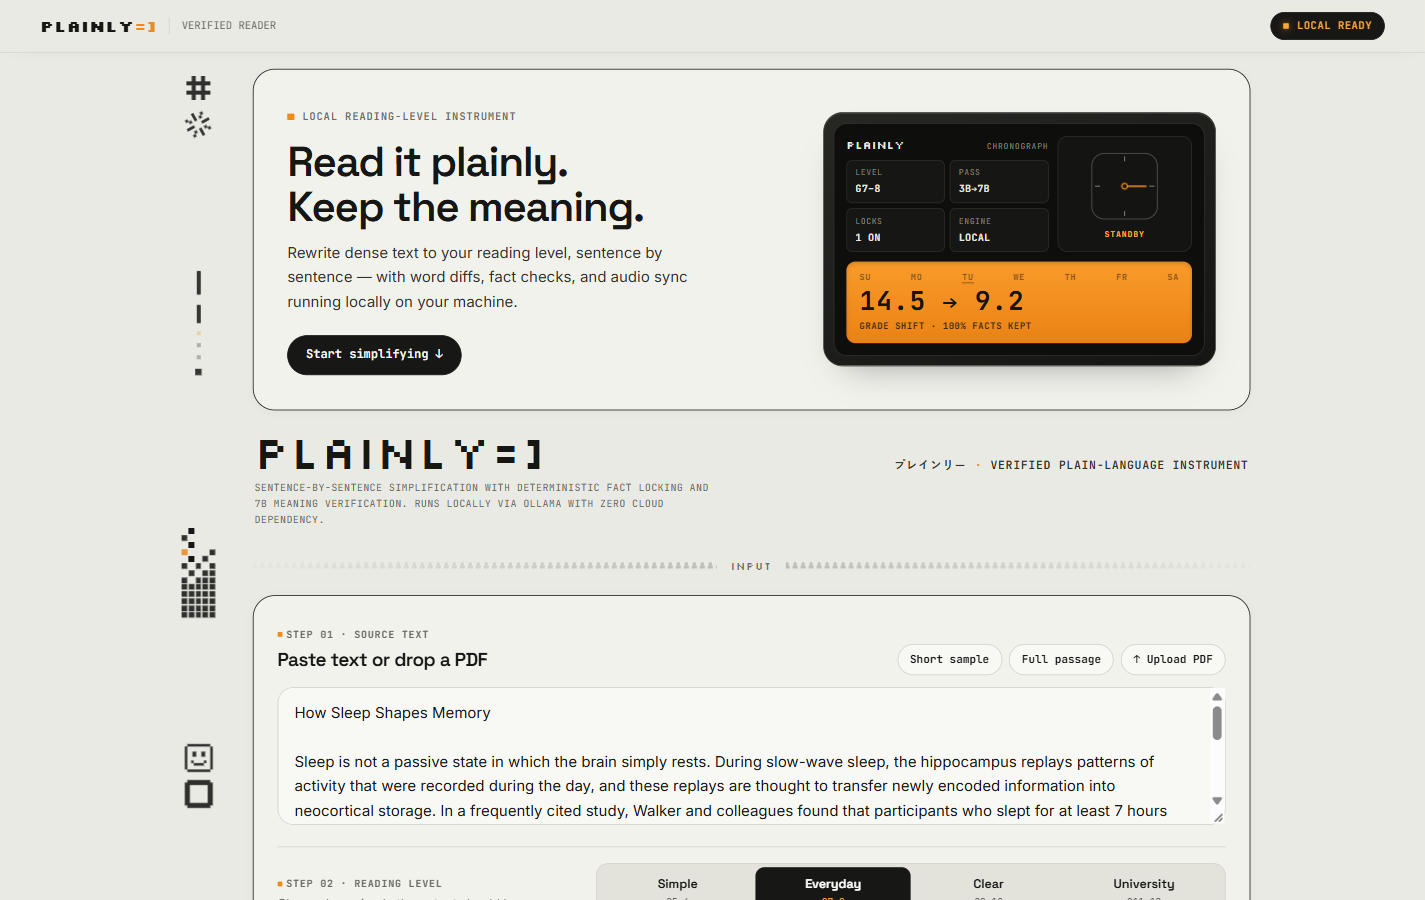 PLAINLY=]
VERIFIED READER
LOCAL READY
LOCAL READING-LEVEL INSTRUMENT
Read it plainly.
Keep the meaning.
Rewrite dense text to your reading level, sentence by
sentence — with word diffs, fact checks, and audio sync
running locally on your machine.
Start simplifying ↓
PLAINLY
CHRONOGRAPH
LEVEL
G7-8
PASS
3B→7B
LOCKS
1 ON
ENGINE
LOCAL
STANDBY
SU MO TU WE TH FR SA
14.5 → 9.2
GRADE SHIFT · 100% FACTS KEPT
PLAINLY=]
SENTENCE-BY-SENTENCE SIMPLIFICATION WITH DETERMINISTIC FACT LOCKING AND
7B MEANING VERIFICATION. RUNS LOCALLY VIA OLLAMA WITH ZERO CLOUD
DEPENDENCY.
プレインリー · VERIFIED PLAIN-LANGUAGE INSTRUMENT
INPUT
STEP 01 · SOURCE TEXT
Paste text or drop a PDF
Short sample
Full passage
↑ Upload PDF
How Sleep Shapes Memory
Sleep is not a passive state in which the brain simply rests. During slow-wave sleep, the hippocampus replays patterns of
activity that were recorded during the day, and these replays are thought to transfer newly encoded information into
neocortical storage. In a frequently cited study, Walker and colleagues found that participants who slept for at least 7 hours
STEP 02 · READING LEVEL
Simple
Everyday
Clear
University